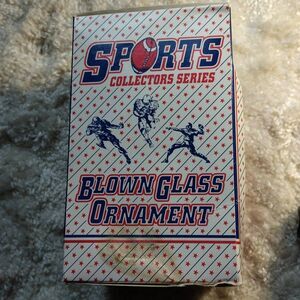 SPORTS
COLLECTORS SERIES
BLOWN GLASS
ORNAMENT